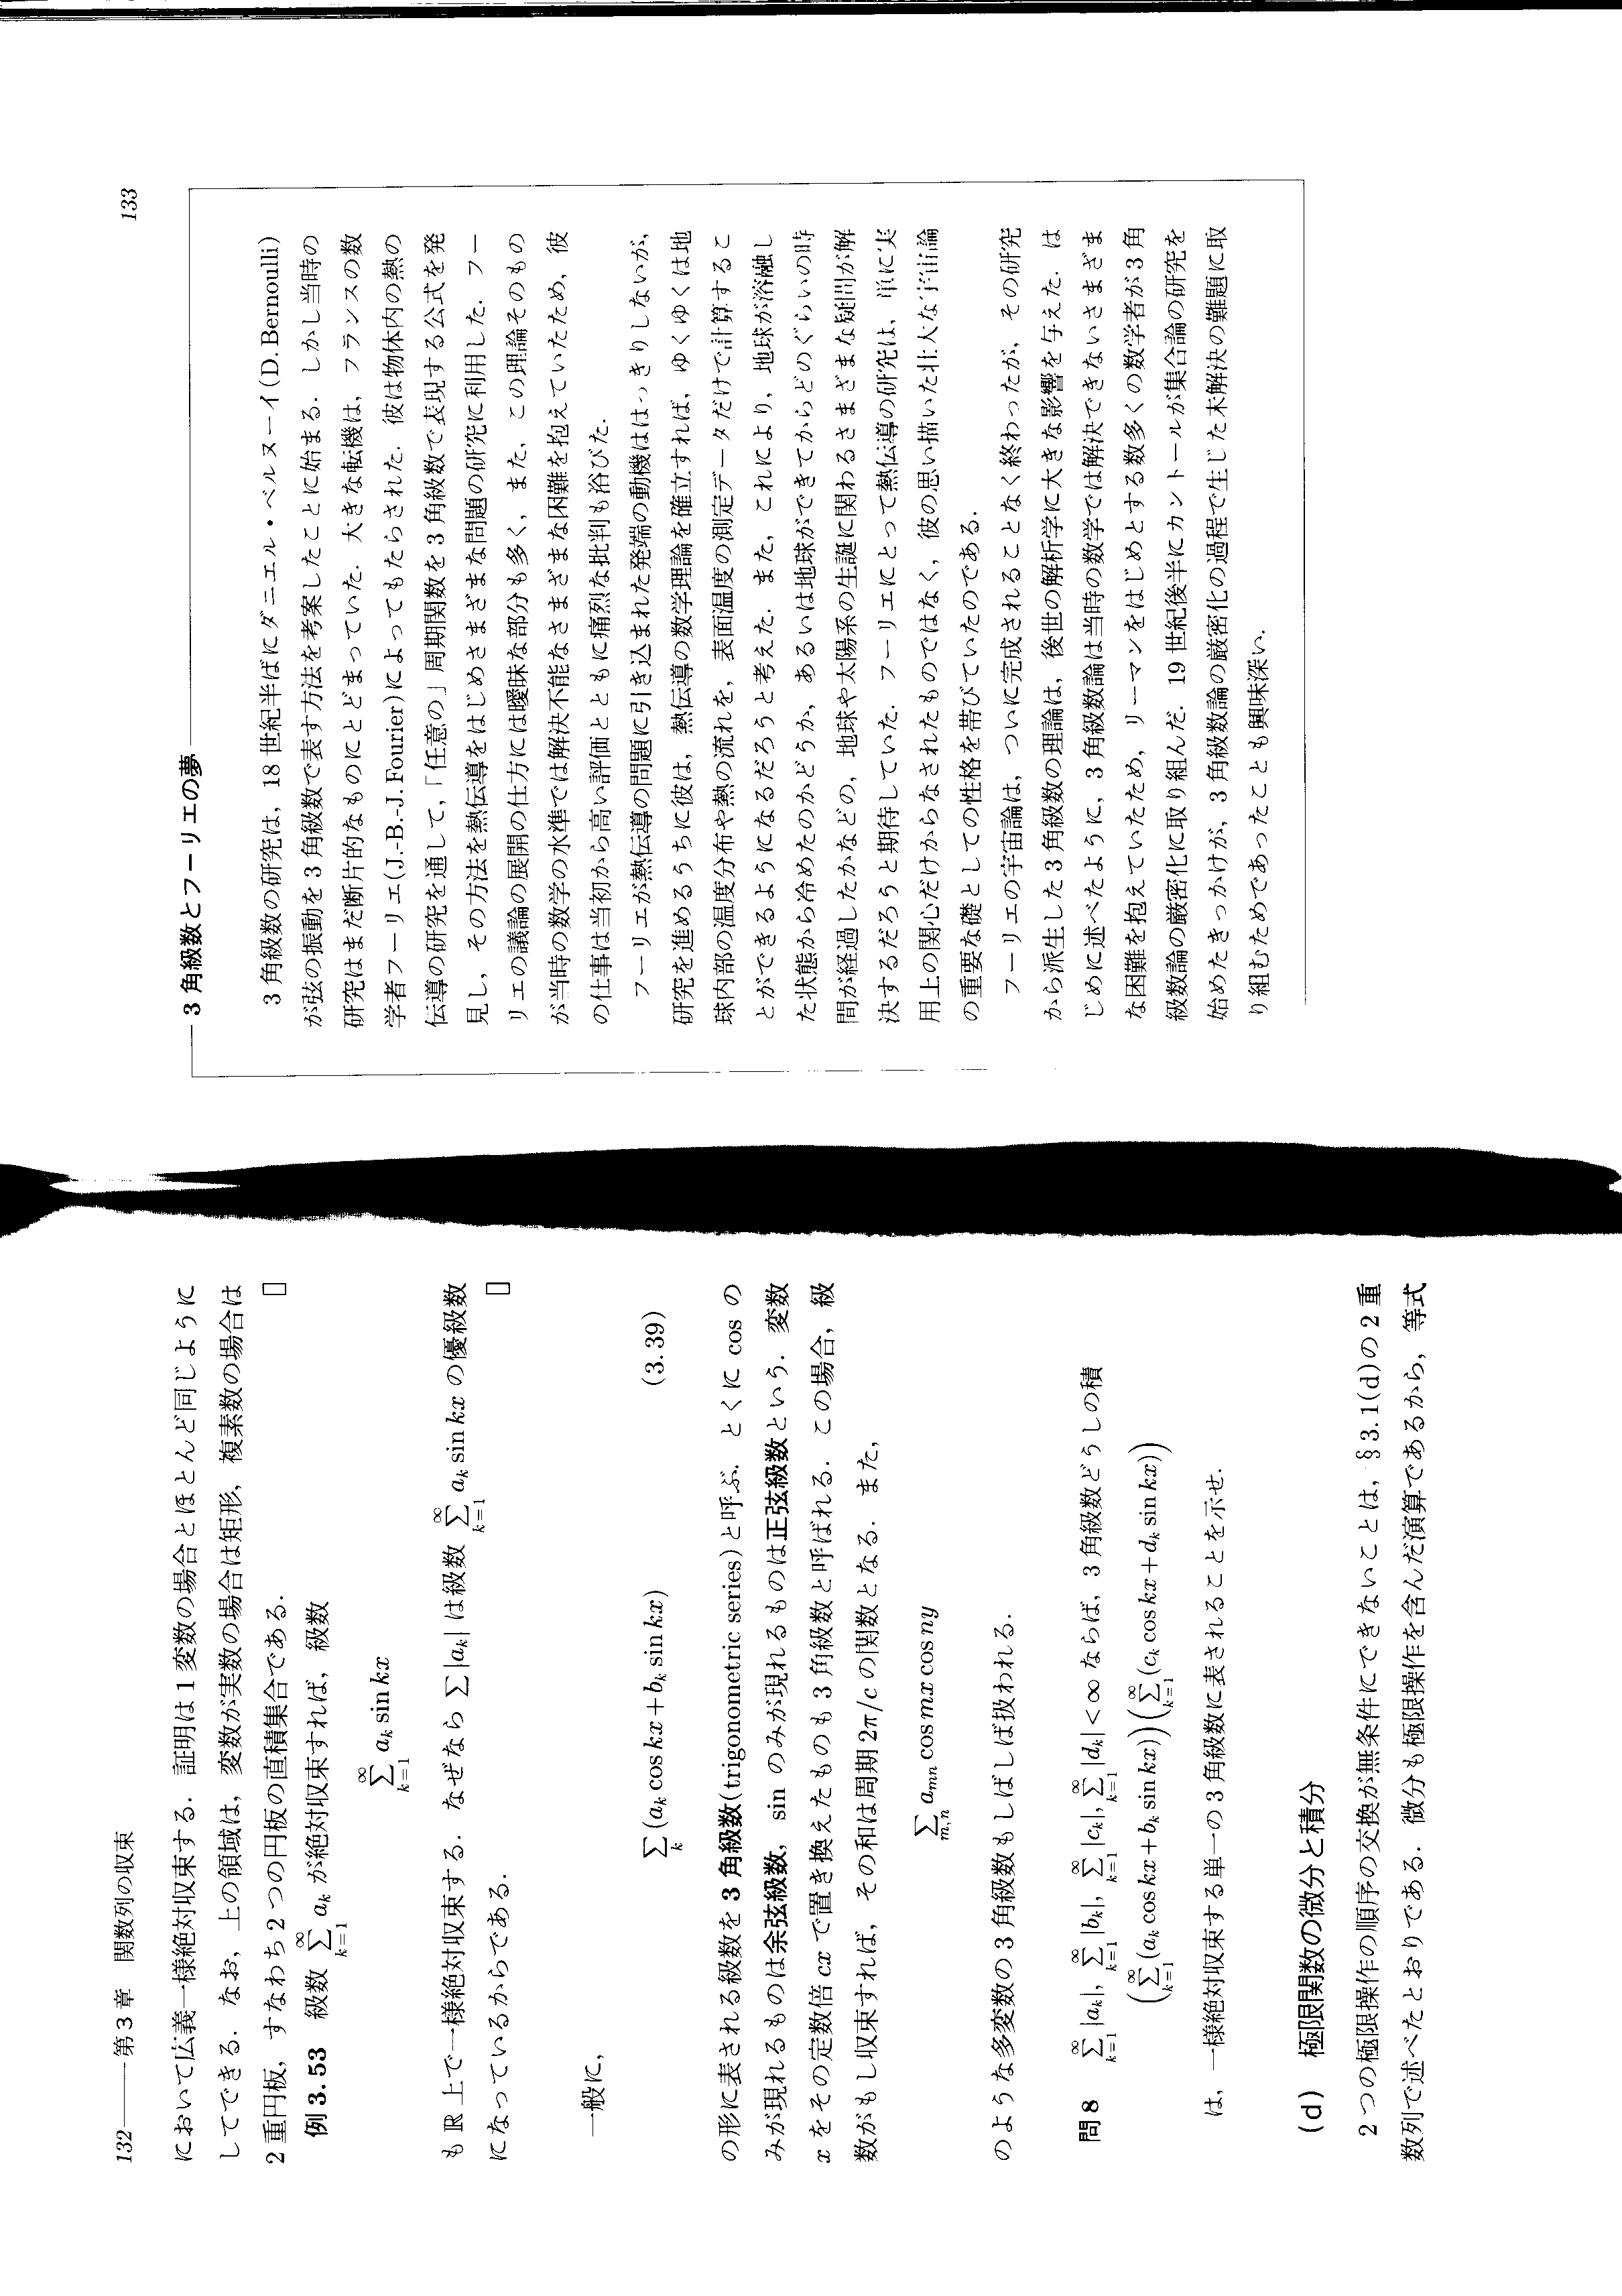 132――第3章 関数列の収束
において広義一様絶対収束する．証明は1変数の場合とほとんど同じように
してできる．なお，上の領域は，変数が実数の場合は矩形，複素数の場合は
2重円板，すなわち2つの円板の直積集合である． □
例3.53 級数 ∑_{k=1}^{∞} a_k が絶対収束すれば，級数
∑_{k=1}^{∞} a_k sin kx
もℝ上で一様絶対収束する．なぜなら ∑|a_k| は級数 ∑_{k=1}^{∞} a_k sin kx の優級数
になっているからである． □
一般に，
∑_k (a_k cos kx + b_k sin kx) (3.39)
の形に表される級数を3角級数(trigonometric series)と呼ぶ．とくに cos の
みが現れるものは余弦級数，sin のみが現れるものは正弦級数という．変数
x をその定数倍 cx で置き換えたものも3角級数と呼ばれる．この場合，級
数がもし収束すれば，その和は周期 2π/c の関数となる．また，
∑_{m,n} a_{mn} cos mx cos ny
のような多変数の3角級数もしばしば扱われる．
問8 ∑_{k=1}^{∞} |a_k|, ∑_{k=1}^{∞} |b_k|, ∑_{k=1}^{∞} |c_k|, ∑_{k=1}^{∞} |d_k| < ∞ ならば，3角級数どうしの積
(∑_{k=1}^{∞} (a_k cos kx + b_k sin kx)) (∑_{k=1}^{∞} (c_k cos kx + d_k sin kx))
は，一様絶対収束する単一の3角級数に表されることを示せ．
(d) 極限関数の微分と積分
2つの極限操作の順序の交換が無条件にできないことは，§3.1(d)の2重
数列で述べたとおりである．微分も極限操作を含んだ演算であるから，等式
133
3角級数とフーリエの夢
3角級数の研究は，18世紀半ばにダニエル・ベルヌーイ(D. Bernoulli)
が弦の振動を3角級数で表す方法を考案したことに始まる．しかし当時の
研究はまだ断片的なものにとどまっていた．大きな転機は，フランスの数
学者フーリエ(J.-B.-J. Fourier)によってもたらされた．彼は物体内の熱の
伝導の研究を通して，「任意の」周期関数を3角級数で表現する公式を発
見し，その方法を熱伝導をはじめさまざまな問題の研究に利用した．フー
リエの議論の展開の仕方には曖昧な部分も多く，また，この理論そのもの
が当時の数学の水準では解決不能なさまざまな困難を抱えていたため，彼
の仕事は当初から高い評価とともに痛烈な批判も浴びた．
フーリエが熱伝導の問題に引き込まれた発端の動機ははっきりしないが，
研究を進めるうちに彼は，熱伝導の数学理論を確立すれば，ゆくゆくは地
球内部の温度分布や熱の流れを，表面温度の測定データだけで計算するこ
とができるようになるだろうと考えた．また，これにより，地球が溶融し
た状態から冷めたのかどうか，あるいは地球ができてからどのぐらいの時
間が経過したかなどの，地球や太陽系の生誕に関わるさまざまな疑問が解
決するだろうと期待していた．フーリエにとって熱伝導の研究は，単に実
用上の関心だけからなされたものではなく，彼の思い描いた壮大な宇宙論
の重要な礎としての性格を帯びていたのである．
フーリエの宇宙論は，ついに完成されることなく終わったが，その研究
から派生した3角級数の理論は，後世の解析学に大きな影響を与えた．は
じめに述べたように，3角級数論は当時の数学では解決できないさまざま
な困難を抱えていたため，リーマンをはじめとする数多くの数学者が3角
級数論の厳密化に取り組んだ．19世紀後半にカントールが集合論の研究を
始めたきっかけが，3角級数論の厳密化の過程で生じた未解決の難題に取
り組むためであったことも興味深い．